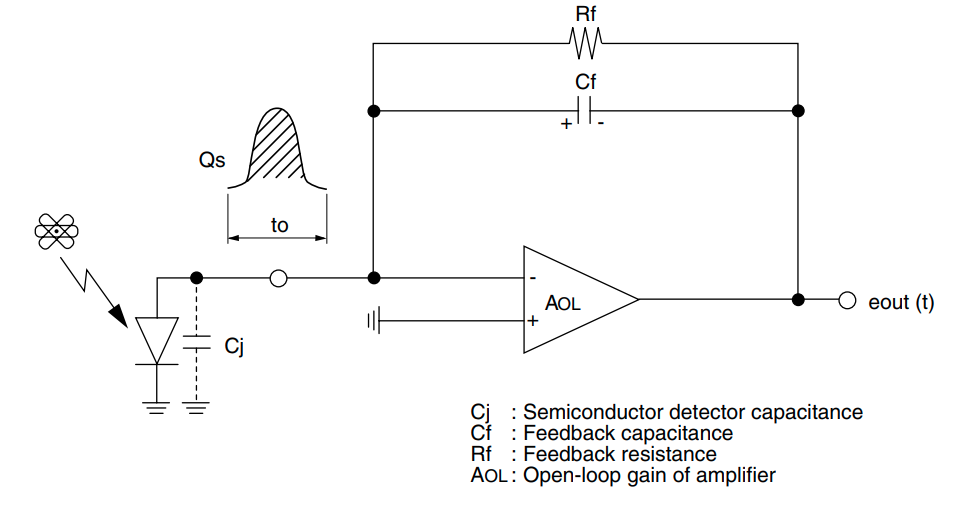 Rf
Cf
+ -
Qs
to
-
AOL
+
eout (t)
Cj
Cj : Semiconductor detector capacitance
Cf : Feedback capacitance
Rf : Feedback resistance
AOL : Open-loop gain of amplifier